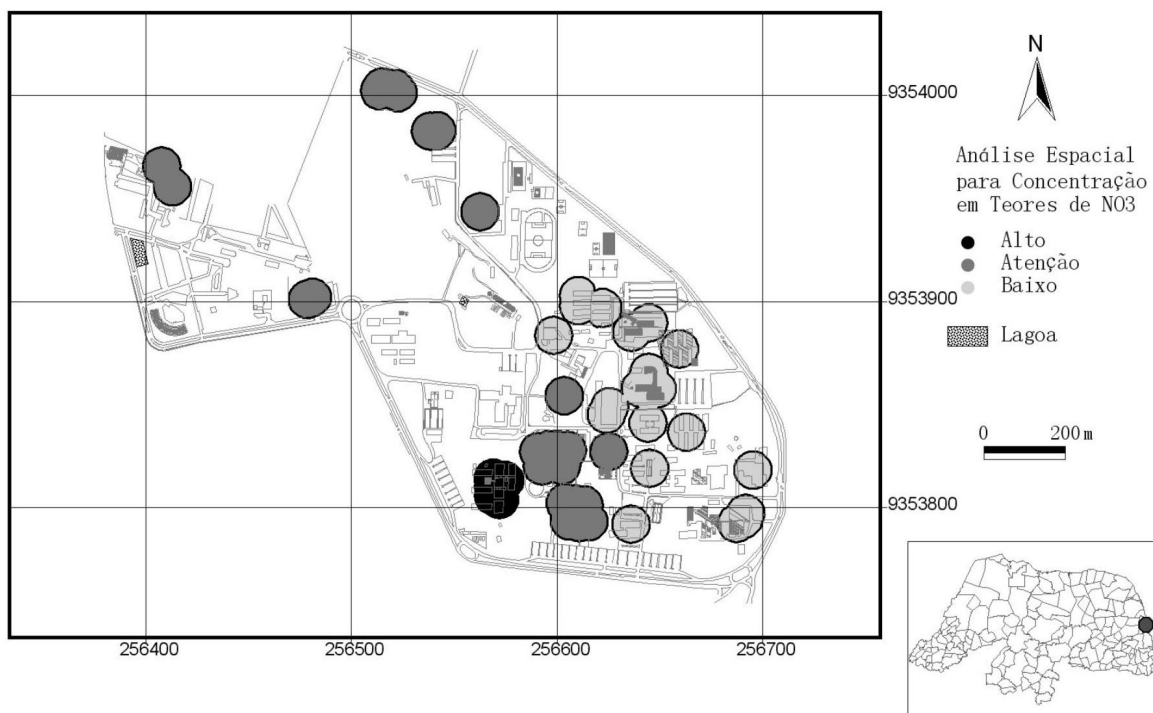 N
9354000
Análise Espacial
para Concentração
em Teores de NO3
Alto
Atenção
Baixo
9353900
Lagoa
0 200 m
9353800
256400 256500 256600 256700